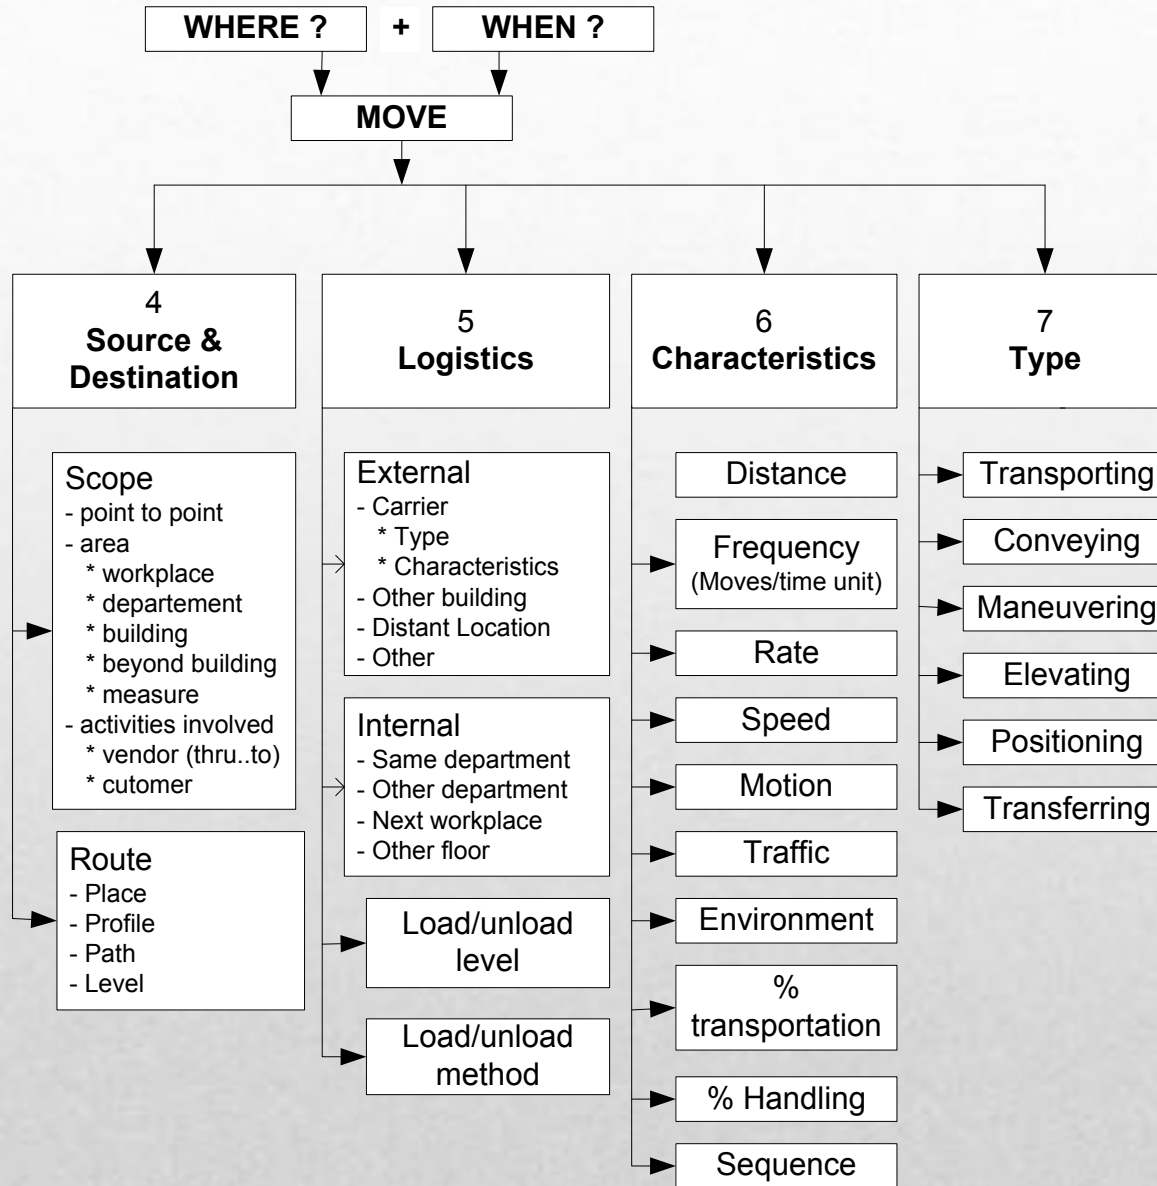 WHERE ?
+
WHEN ?
MOVE
4
Source &
Destination
5
Logistics
6
Characteristics
7
Type
Scope
- point to point
- area
* workplace
* departement
* building
* beyond building
* measure
- activities involved
* vendor (thru..to)
* cutomer
Route
- Place
- Profile
- Path
- Level
External
- Carrier
* Type
* Characteristics
- Other building
- Distant Location
- Other
Internal
- Same department
- Other department
- Next workplace
- Other floor
Load/unload
level
Load/unload
method
Distance
Frequency
(Moves/time unit)
Rate
Speed
Motion
Traffic
Environment
%
transportation
% Handling
Sequence
Transporting
Conveying
Maneuvering
Elevating
Positioning
Transferring